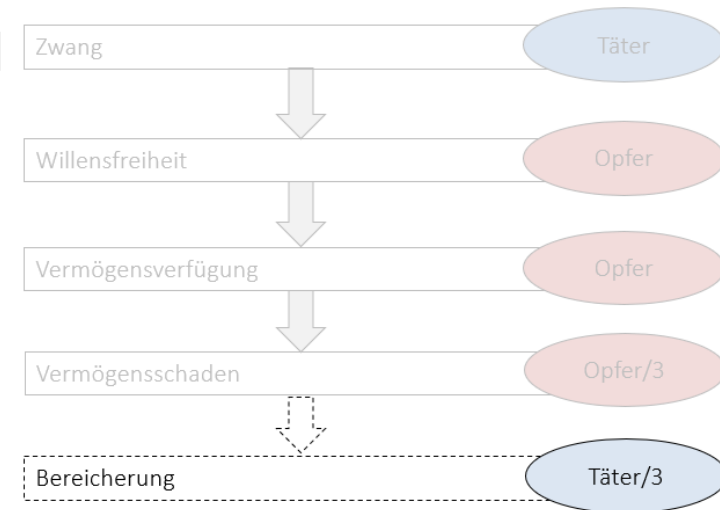 Zwang Täter
Willensfreiheit Opfer
Vermögensverfügung Opfer
Vermögensschaden Opfer/3
Bereicherung Täter/3